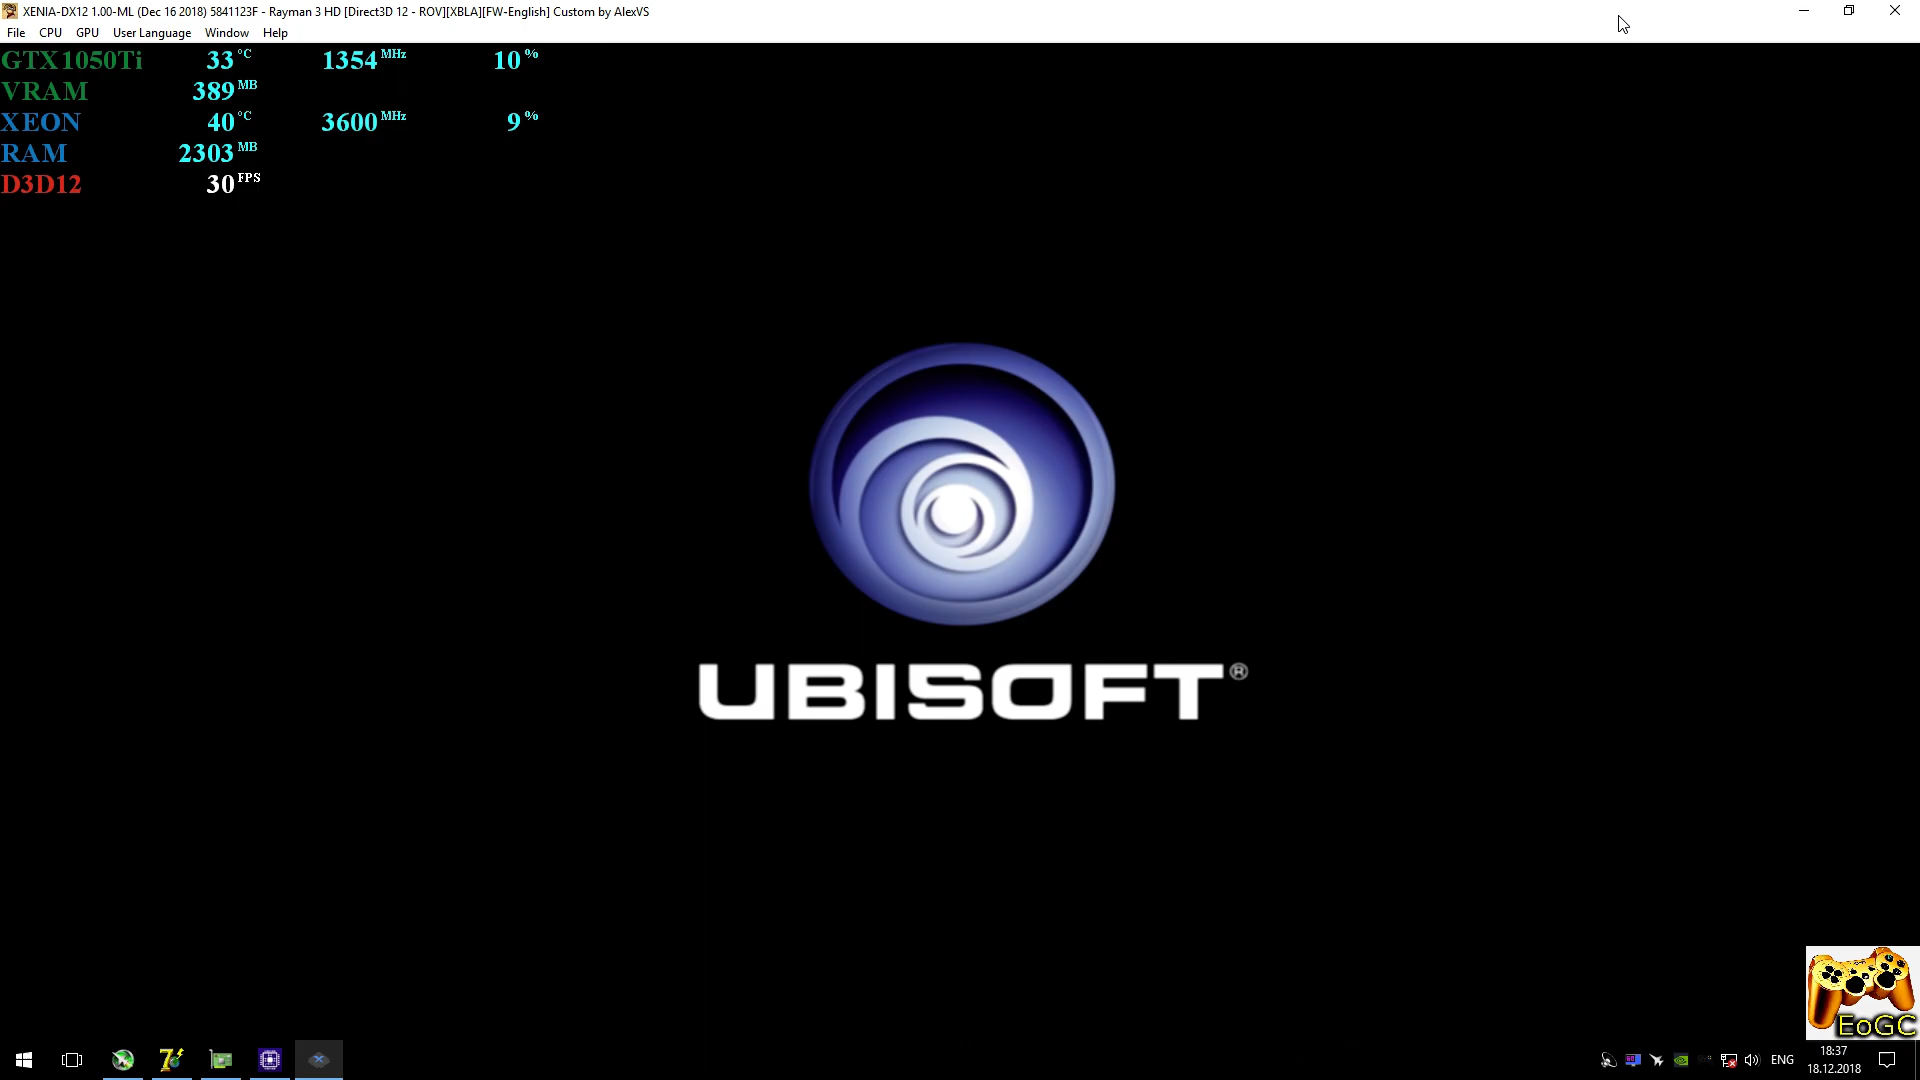 XENIA-DX12 1.00-ML (Dec 16 2018) 5841123F - Rayman 3 HD [Direct3D 12 - ROV][XBLA][FW-English] Custom by AlexVS
File CPU GPU User Language Window Help
GTX1050Ti 33 °C 1354 MHz 10 %
VRAM 389 MB
XEON 40 °C 3600 MHz 9 %
RAM 2303 MB
D3D12 30 FPS
UBISOFT®
EoGC
7
ENG
18:37
18.12.2018